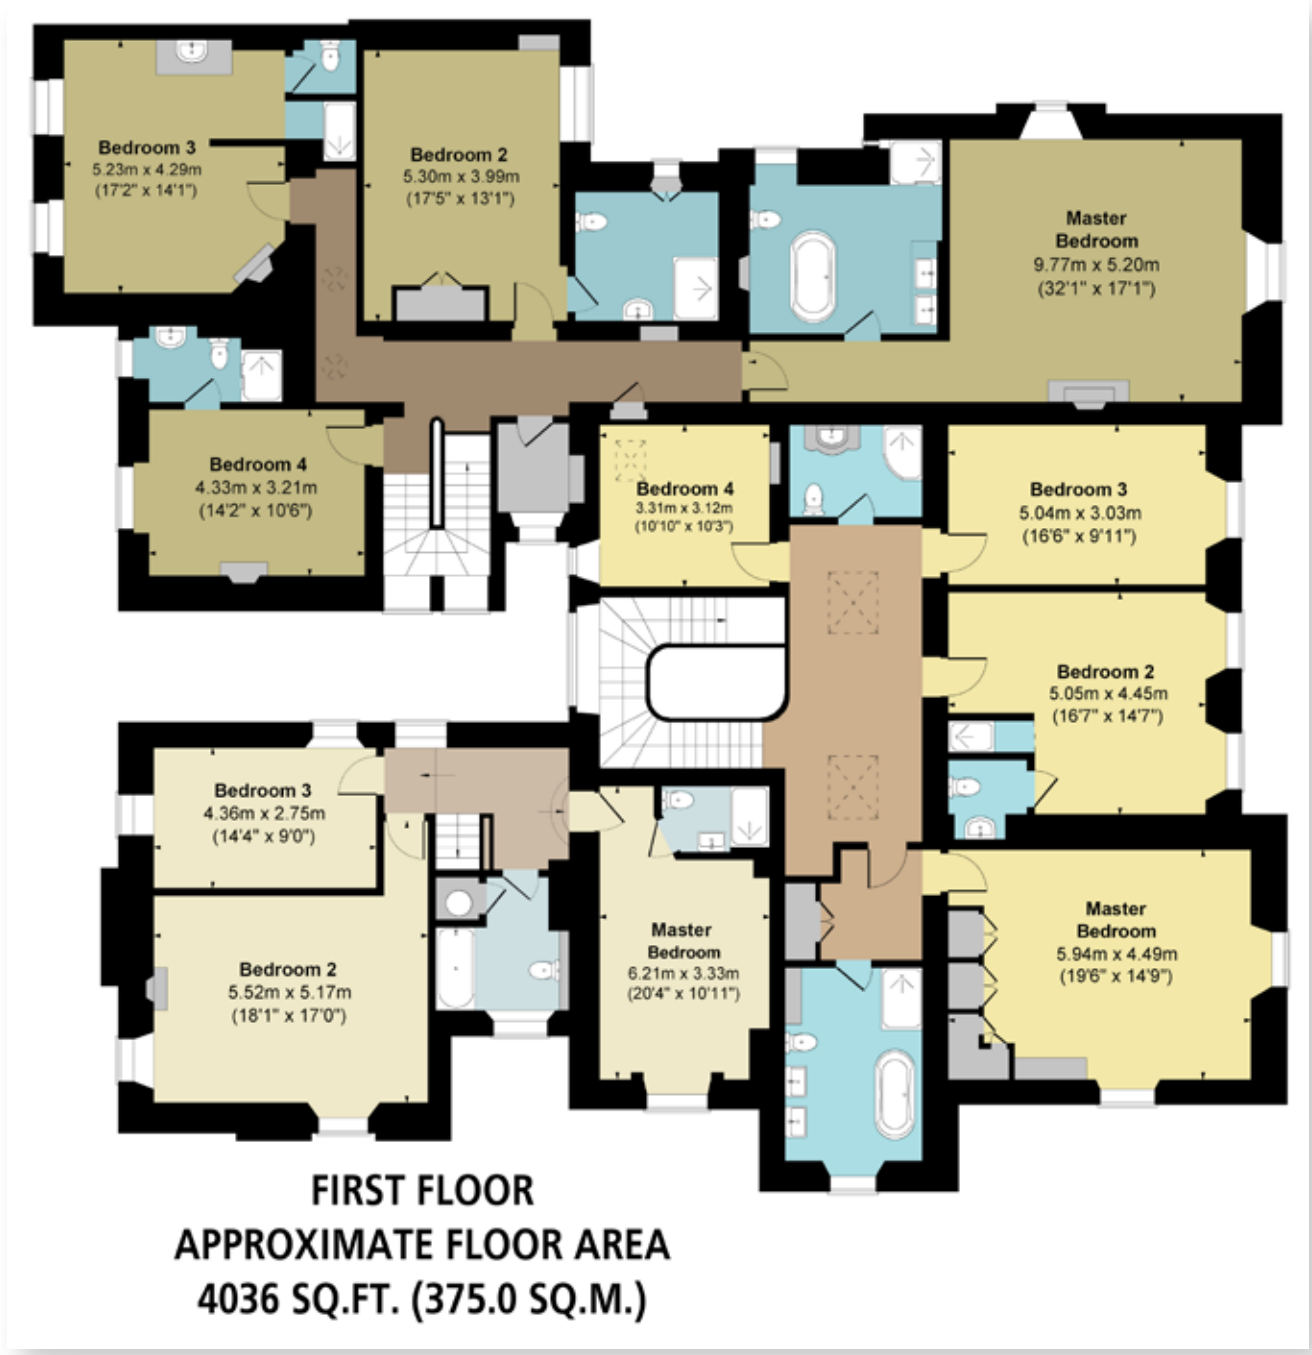 Bedroom 3
5.23m x 4.29m
(17'2" x 14'1")
Bedroom 2
5.30m x 3.99m
(17'5" x 13'1")
Master
Bedroom
9.77m x 5.20m
(32'1" x 17'1")
Bedroom 4
4.33m x 3.21m
(14'2" x 10'6")
Bedroom 4
3.31m x 3.12m
(10'10" x 10'3")
Bedroom 3
5.04m x 3.03m
(16'6" x 9'11")
Bedroom 2
5.05m x 4.45m
(16'7" x 14'7")
Bedroom 3
4.36m x 2.75m
(14'4" x 9'0")
Bedroom 2
5.52m x 5.17m
(18'1" x 17'0")
Master
Bedroom
6.21m x 3.33m
(20'4" x 10'11")
Master
Bedroom
5.94m x 4.49m
(19'6" x 14'9")
FIRST FLOOR
APPROXIMATE FLOOR AREA
4036 SQ.FT. (375.0 SQ.M.)